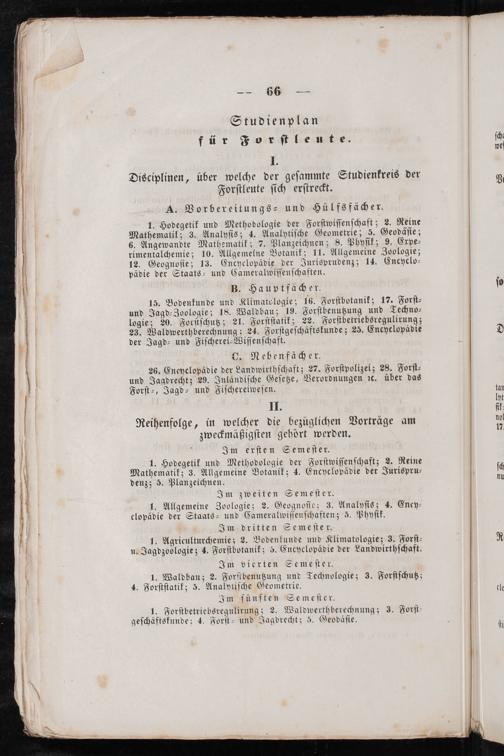 -- 66 —
Studienplan
für Forstleute.
I.
Disciplinen, über welche der gesammte Studienkreis der
Forstleute sich erstreckt.
A. Vorbereitungs- und Hülfsfächer.
1. Hodegetik und Methodologie der Forstwissenschaft; 2. Reine
Mathematik; 3. Analysis; 4. Analytische Geometrie; 5. Geodäsie;
6. Angewandte Mathematik; 7. Planzeichnen; 8. Physik; 9. Expe-
rimentalchemie; 10. Allgemeine Botanik; 11. Allgemeine Zoologie;
12. Geognosie; 13. Encyclopädie der Jurisprudenz; 14. Encyclo-
pädie der Staats- und Cameralwissenschaften.
B. Hauptfächer.
15. Bodenkunde und Klimatologie; 16. Forstbotanik; 17. Forst-
und Jagd-Zoologie; 18. Waldbau; 19. Forstbenutzung und Techno-
logie; 20. Forstschutz; 21. Forststatik; 22. Forstbetriebsregulirung;
23. Waldwerthberechnung; 24. Forstgeschäftskunde; 25. Encyclopädie
der Jagd- und Fischerei-Wissenschaft.
C. Nebenfächer.
26. Encyclopädie der Landwirthschaft; 27. Forstpolizei; 28. Forst-
und Jagdrecht; 29. Inländische Gesetze, Verordnungen ꝛc. über das
Forst-, Jagd- und Fischereiwesen.
II.
Reihenfolge, in welcher die bezüglichen Vorträge am
zweckmäßigsten gehört werden.
Im ersten Semester.
1. Hodegetik und Methodologie der Forstwissenschaft; 2. Reine
Mathematik; 3. Allgemeine Botanik; 4. Encyclopädie der Jurispru-
denz; 5. Planzeichnen.
Im zweiten Semester.
1. Allgemeine Zoologie; 2. Geognosie; 3. Analysis; 4. Ency-
clopädie der Staats- und Cameralwissenschaften; 5. Physik.
Im dritten Semester.
1. Agriculturchemie; 2. Bodenkunde und Klimatologie; 3. Forst-
u. Jagdzoologie; 4. Forstbotanik; 5. Encyclopädie der Landwirthschaft.
Im vierten Semester.
1. Waldbau; 2. Forstbenutzung und Technologie; 3. Forstschutz;
4. Forststatik; 5. Analytische Geometrie.
Im fünften Semester.
1. Forstbetriebsregulirung; 2. Waldwerthberechnung; 3. Forst-
geschäftskunde; 4. Forst- und Jagdrecht; 5. Geodäsie.